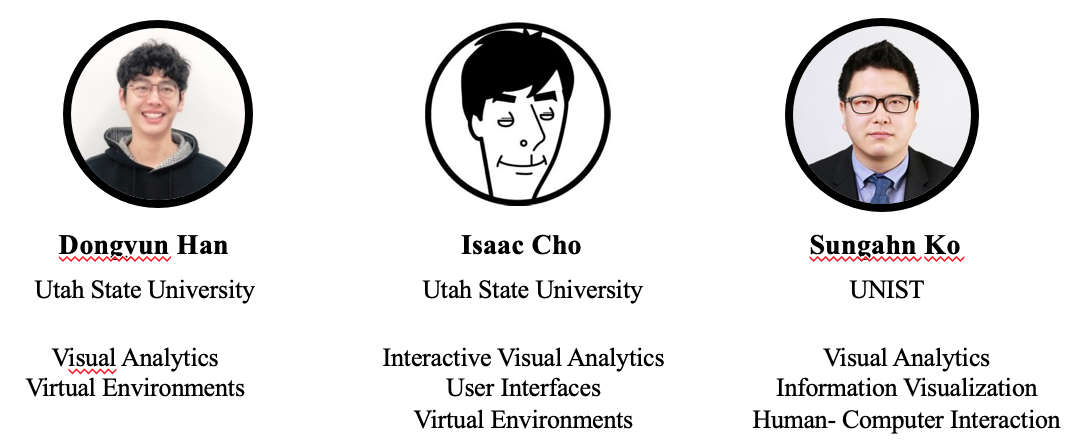 Dongyun Han
Utah State University
Visual Analytics
Virtual Environments
Isaac Cho
Utah State University
Interactive Visual Analytics
User Interfaces
Virtual Environments
Sungahn Ko
UNIST
Visual Analytics
Information Visualization
Human- Computer Interaction